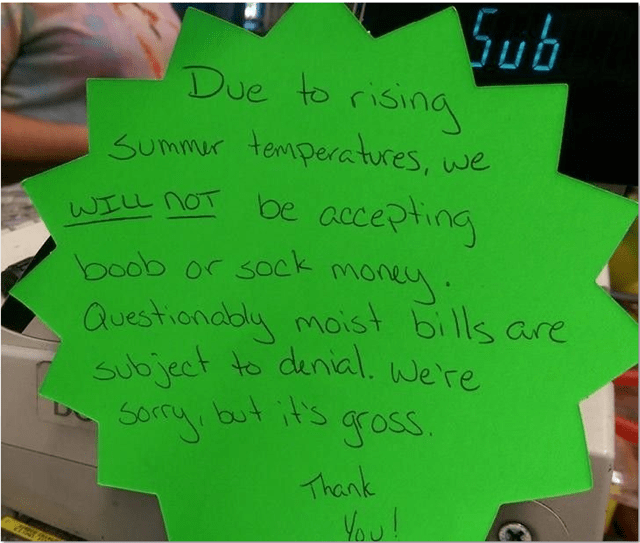 Sub
Due to rising
Summer temperatures, we
WILL NOT be accepting
boob or sock money.
Questionably moist bills are
subject to denial. We're
sorry, but it's gross.
Thank
You!